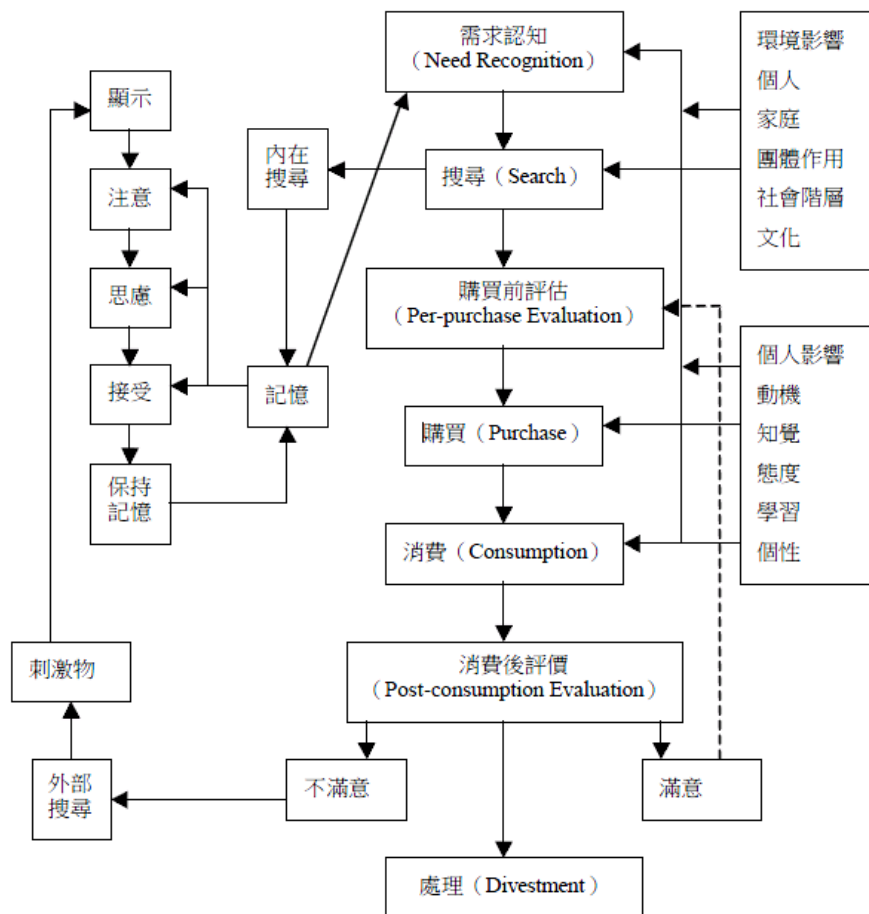 需求認知
（Need Recognition）
環境影響
個人
家庭
團體作用
社會階層
文化
顯示
內在
搜尋
搜尋（Search）
注意
思慮
購買前評估
（Per-purchase Evaluation）
接受
記憶
個人影響
動機
知覺
態度
學習
個性
購買（Purchase）
保持
記憶
消費（Consumption）
刺激物
消費後評價
（Post-consumption Evaluation）
外部
搜尋
不滿意
滿意
處理（Divestment）